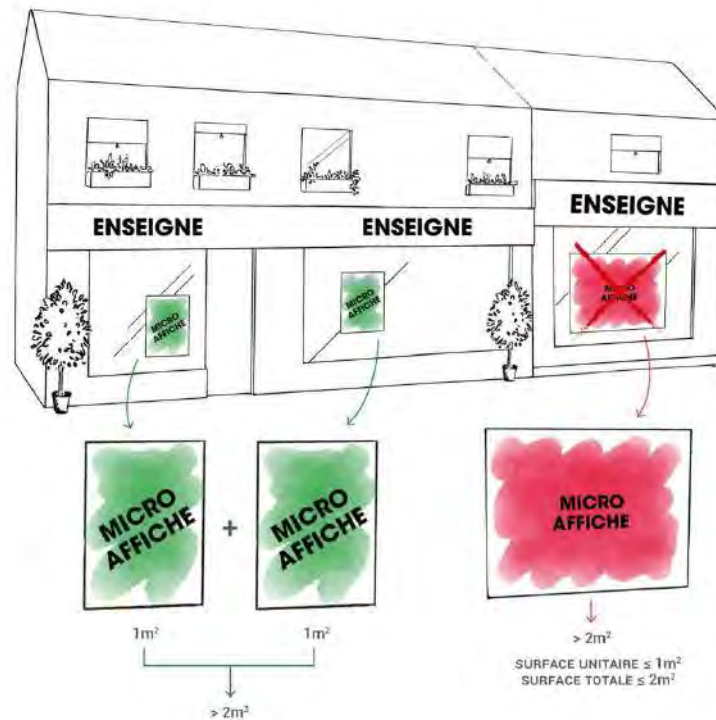 ENSEIGNE
ENSEIGNE
ENSEIGNE
MICRO
AFFICHE
MICRO
AFFICHE
MICRO
AFFICHE
MICRO
AFFICHE
+
MICRO
AFFICHE
MICRO
AFFICHE
1m²
1m²
> 2m²
> 2m²
SURFACE UNITAIRE ≤ 1m²
SURFACE TOTALE ≤ 2m²